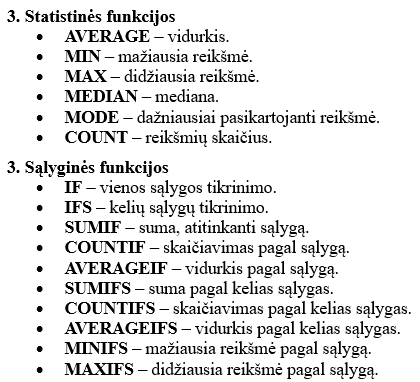 3. Statistinės funkcijos
• AVERAGE – vidurkis.
• MIN – mažiausia reikšmė.
• MAX – didžiausia reikšmė.
• MEDIAN – mediana.
• MODE – dažniausiai pasikartojanti reikšmė.
• COUNT – reikšmių skaičius.
3. Sąlyginės funkcijos
• IF – vienos sąlygos tikrinimo.
• IFS – kelių sąlygų tikrinimo.
• SUMIF – suma, atitinkanti sąlygą.
• COUNTIF – skaičiavimas pagal sąlygą.
• AVERAGEIF – vidurkis pagal sąlygą.
• SUMIFS – suma pagal kelias sąlygas.
• COUNTIFS – skaičiavimas pagal kelias sąlygas.
• AVERAGEIFS – vidurkis pagal kelias sąlygas.
• MINIFS – mažiausia reikšmė pagal sąlygą.
• MAXIFS – didžiausia reikšmė pagal sąlygą.